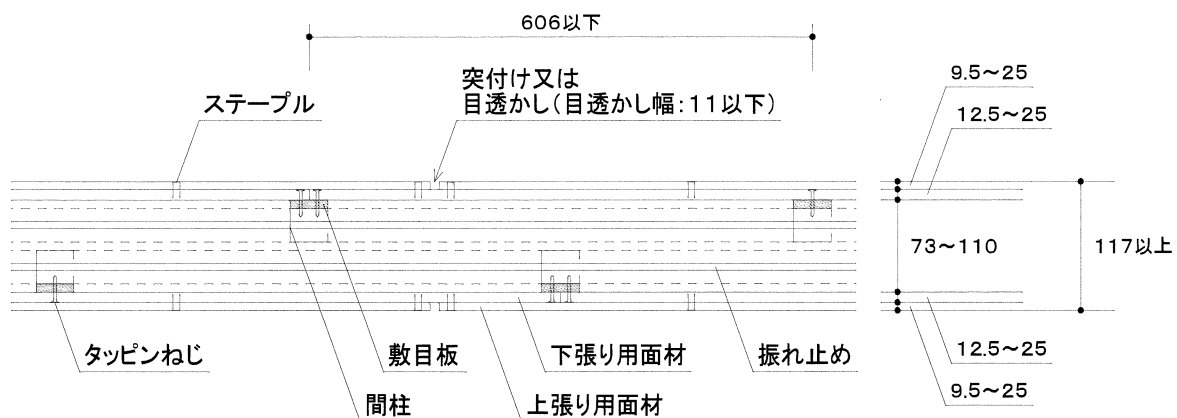 606以下
突付け又は
目透かし(目透かし幅:11以下)
ステープル
9.5〜25
12.5〜25
73〜110
117以上
12.5〜25
9.5〜25
タッピンねじ
敷目板
下張り用面材
振れ止め
間柱
上張り用面材